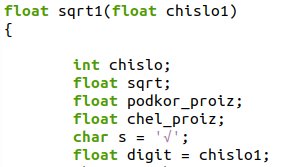 float sqrt1(float chislo1)
{
int chislo;
float sqrt;
float podkor_proiz;
float chel_proiz;
char s = '√';
float digit = chislo1;